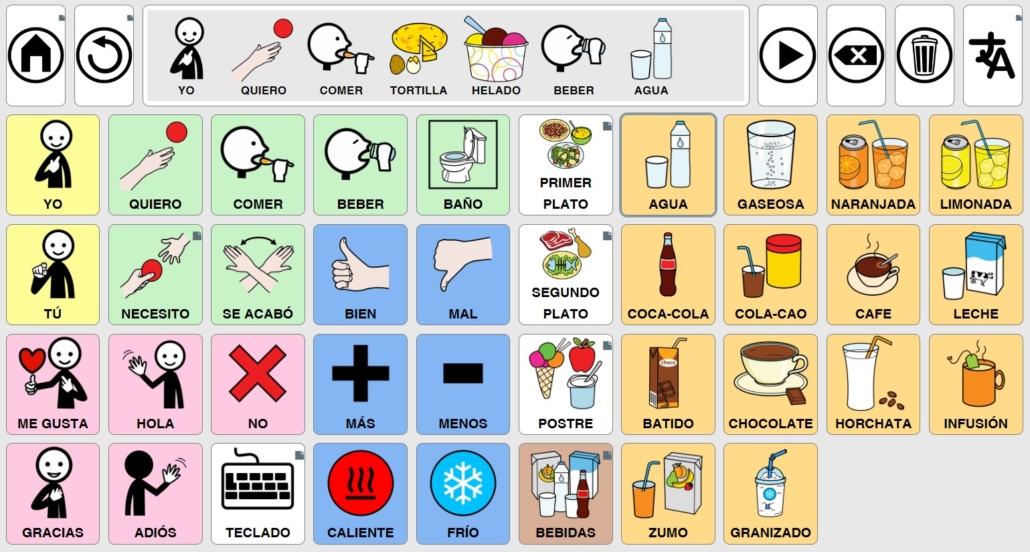 YO QUIERO COMER TORTILLA HELADO BEBER AGUA
YO QUIERO COMER BEBER BAÑO PRIMER PLATO AGUA GASEOSA NARANJADA LIMONADA
TÚ NECESITO SE ACABÓ BIEN MAL SEGUNDO PLATO COCA-COLA COLA-CAO CAFE LECHE
ME GUSTA HOLA NO MÁS MENOS POSTRE BATIDO CHOCOLATE HORCHATA INFUSIÓN
GRACIAS ADIÓS TECLADO CALIENTE FRÍO BEBIDAS ZUMO GRANIZADO